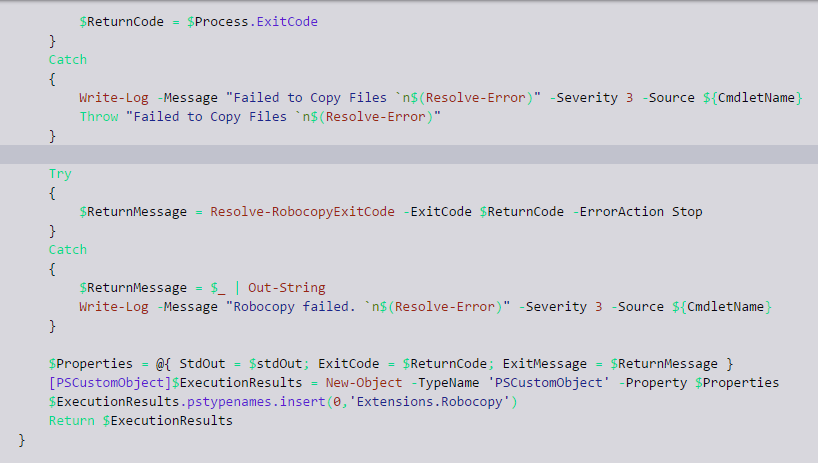 $ReturnCode = $Process.ExitCode
}
Catch
{
Write-Log -Message "Failed to Copy Files `n$(Resolve-Error)" -Severity 3 -Source ${CmdletName}
Throw "Failed to Copy Files `n$(Resolve-Error)"
}
Try
{
$ReturnMessage = Resolve-RobocopyExitCode -ExitCode $ReturnCode -ErrorAction Stop
}
Catch
{
$ReturnMessage = $_ | Out-String
Write-Log -Message "Robocopy failed. `n$(Resolve-Error)" -Severity 3 -Source ${CmdletName}
}
$Properties = @{ StdOut = $stdOut; ExitCode = $ReturnCode; ExitMessage = $ReturnMessage }
[PSCustomObject]$ExecutionResults = New-Object -TypeName 'PSCustomObject' -Property $Properties
$ExecutionResults.pstypenames.insert(0,'Extensions.Robocopy')
Return $ExecutionResults
}